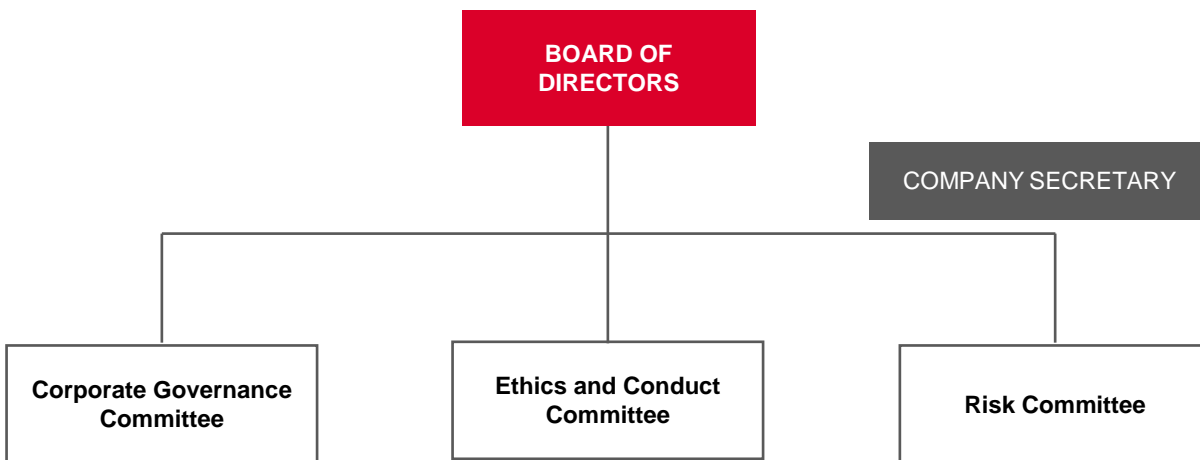 BOARD OF
DIRECTORS
COMPANY SECRETARY
Corporate Governance
Committee
Ethics and Conduct
Committee
Risk Committee